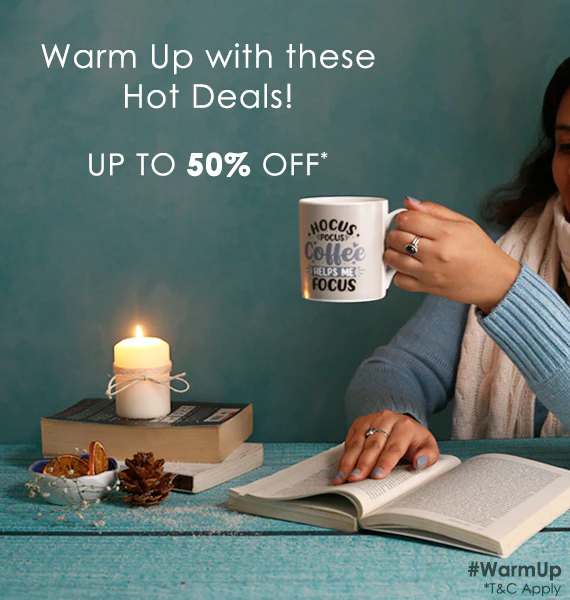 Warm Up with these
Hot Deals!
UP TO 50% OFF*
HOCUS
POCUS
Coffee
HELPS ME
FOCUS
#WarmUp
*T&C Apply